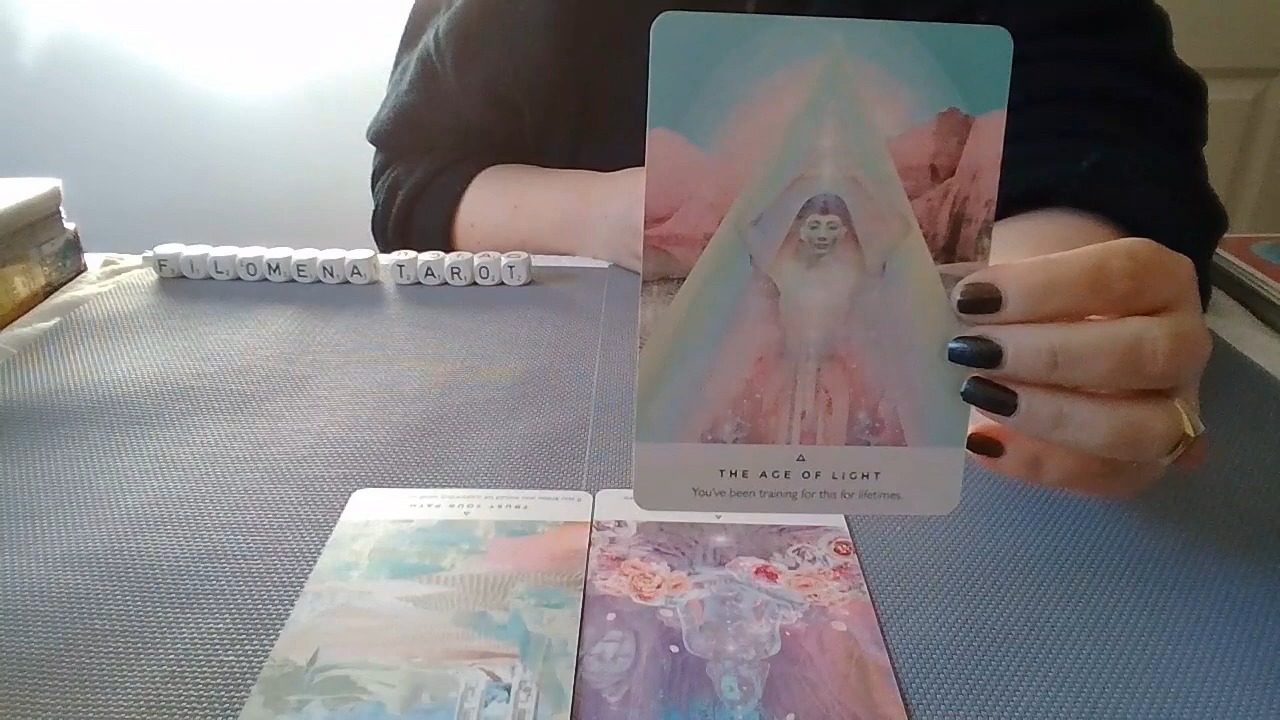 FILOMENA TAROT
THE AGE OF LIGHT
You've been training for this for lifetimes.
TRUST YOUR PATH